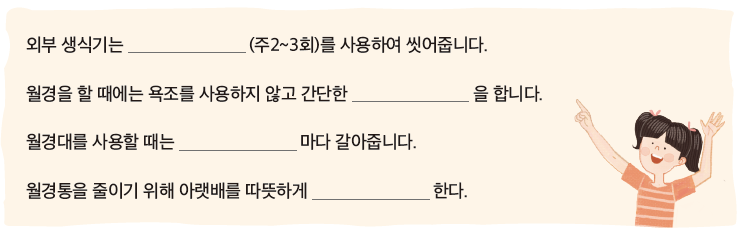 외부 생식기는 ____________ (주2~3회)를 사용하여 씻어줍니다.
월경을 할 때에는 욕조를 사용하지 않고 간단한 ____________ 을 합니다.
월경대를 사용할 때는 ____________ 마다 갈아줍니다.
월경통을 줄이기 위해 아랫배를 따뜻하게 ____________ 한다.